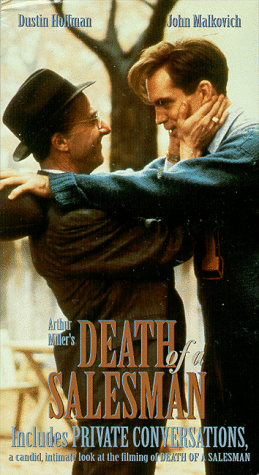 Dustin Hoffman John Malkovich
Arthur
Miller's
DEATH
of a
SALESMAN
Includes PRIVATE CONVERSATIONS,
a candid, intimate look at the filming of DEATH OF A SALESMAN